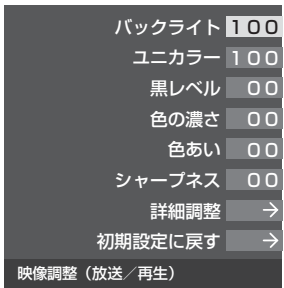 バックライト 100
ユニカラー 100
黒レベル 00
色の濃さ 00
色あい 00
シャープネス 00
詳細調整 →
初期設定に戻す →
映像調整（放送／再生）